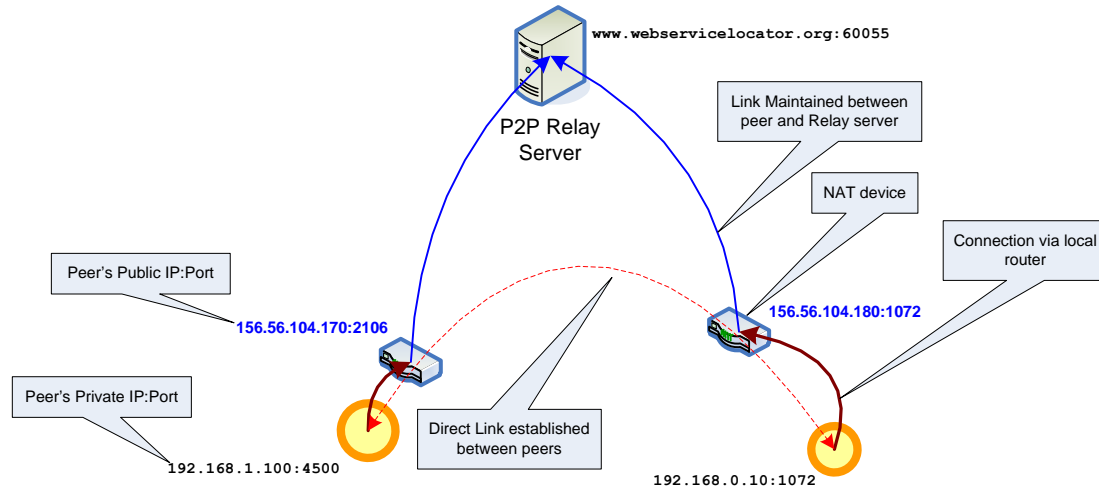 www.webservicelocator.org:60055
P2P Relay
Server
Link Maintained between
peer and Relay server
NAT device
Connection via local
router
Peer's Public IP:Port
156.56.104.170:2106
156.56.104.180:1072
Peer's Private IP:Port
Direct Link established
between peers
192.168.1.100:4500
192.168.0.10:1072